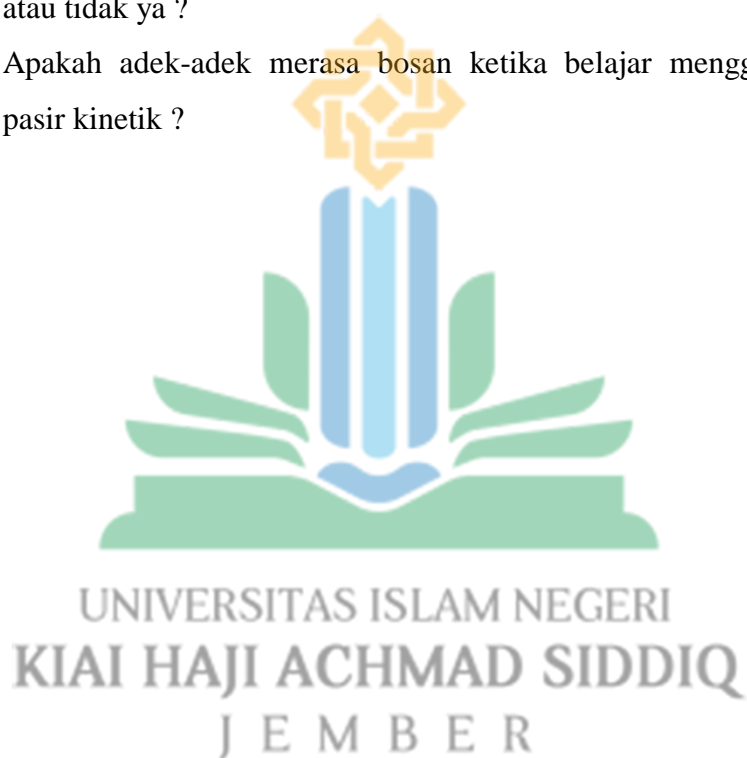 atau tidak ya ?
Apakah adek-adek merasa bosan ketika belajar mengg
pasir kinetik ?
UNIVERSITAS ISLAM NEGERI
KIAI HAJI ACHMAD SIDDIQ
JEMBER